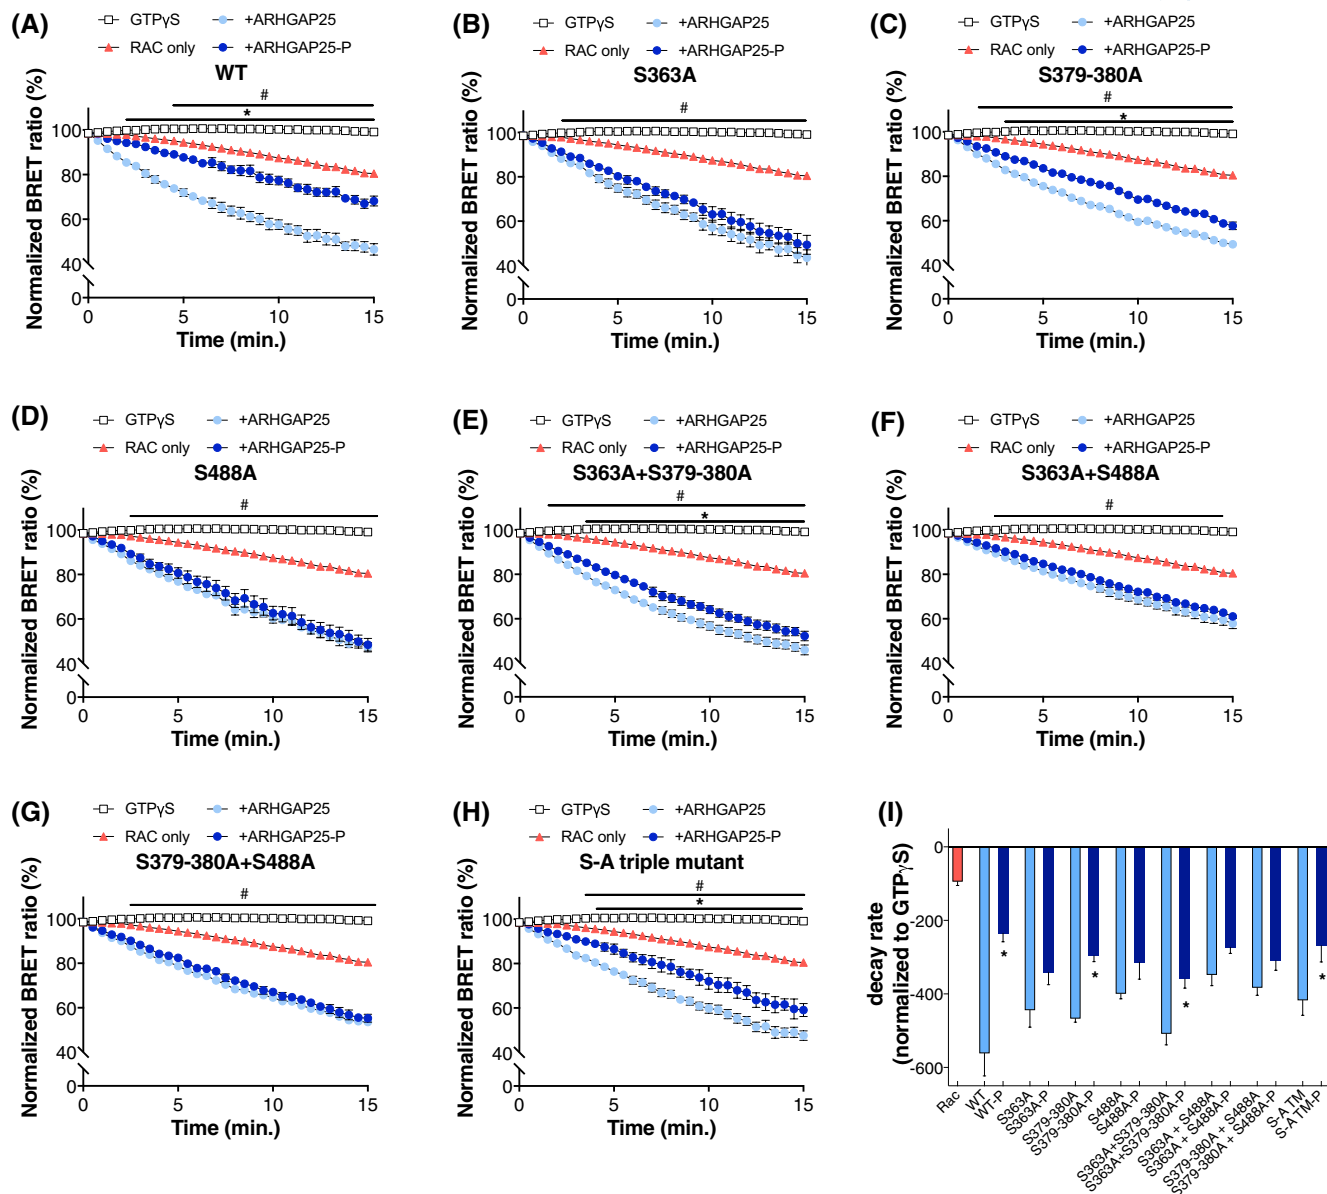 (A)
GTPγS
+ARHGAP25
RAC only
+ARHGAP25-P
WT
#
*
Normalized BRET ratio (%)
100
80
60
40
0
0
5
10
15
Time (min.)
(B)
GTPγS
+ARHGAP25
RAC only
+ARHGAP25-P
S363A
#
Normalized BRET ratio (%)
100
80
60
40
0
0
5
10
15
Time (min.)
(C)
GTPγS
+ARHGAP25
RAC only
+ARHGAP25-P
S379-380A
#
*
Normalized BRET ratio (%)
100
80
60
40
0
5
10
15
Time (min.)
(D)
GTPγS
+ARHGAP25
RAC only
+ARHGAP25-P
S488A
#
Normalized BRET ratio (%)
100
80
60
40
0
0
5
10
15
Time (min.)
(E)
GTPγS
+ARHGAP25
RAC only
+ARHGAP25-P
S363A+S379-380A
#
*
Normalized BRET ratio (%)
100
80
60
40
0
0
5
10
15
Time (min.)
(F)
GTPγS
+ARHGAP25
RAC only
+ARHGAP25-P
S363A+S488A
#
Normalized BRET ratio (%)
100
80
60
40
0
0
5
10
15
Time (min.)
(G)
GTPγS
+ARHGAP25
RAC only
+ARHGAP25-P
S379-380A+S488A
#
Normalized BRET ratio (%)
100
80
60
40
0
0
5
10
15
Time (min.)
(H)
GTPγS
+ARHGAP25
RAC only
+ARHGAP25-P
S-A triple mutant
#
*
Normalized BRET ratio (%)
100
80
60
40
0
0
5
10
15
Time (min.)
(I)
decay rate
(normalized to GTPγS)
0
-200
-400
-600
*
*
*
*
Rac
WT
WT-P
S363A
S363A-P
S379-380A
S379-380A-P
S488A
S488A-P
S363A+S379-380A
S363A+S379-380A-P
S363A + S488A
S363A + S488A-P
S379-380A + S488A
S379-380A + S488A-P
S-A TM
S-A TM-P